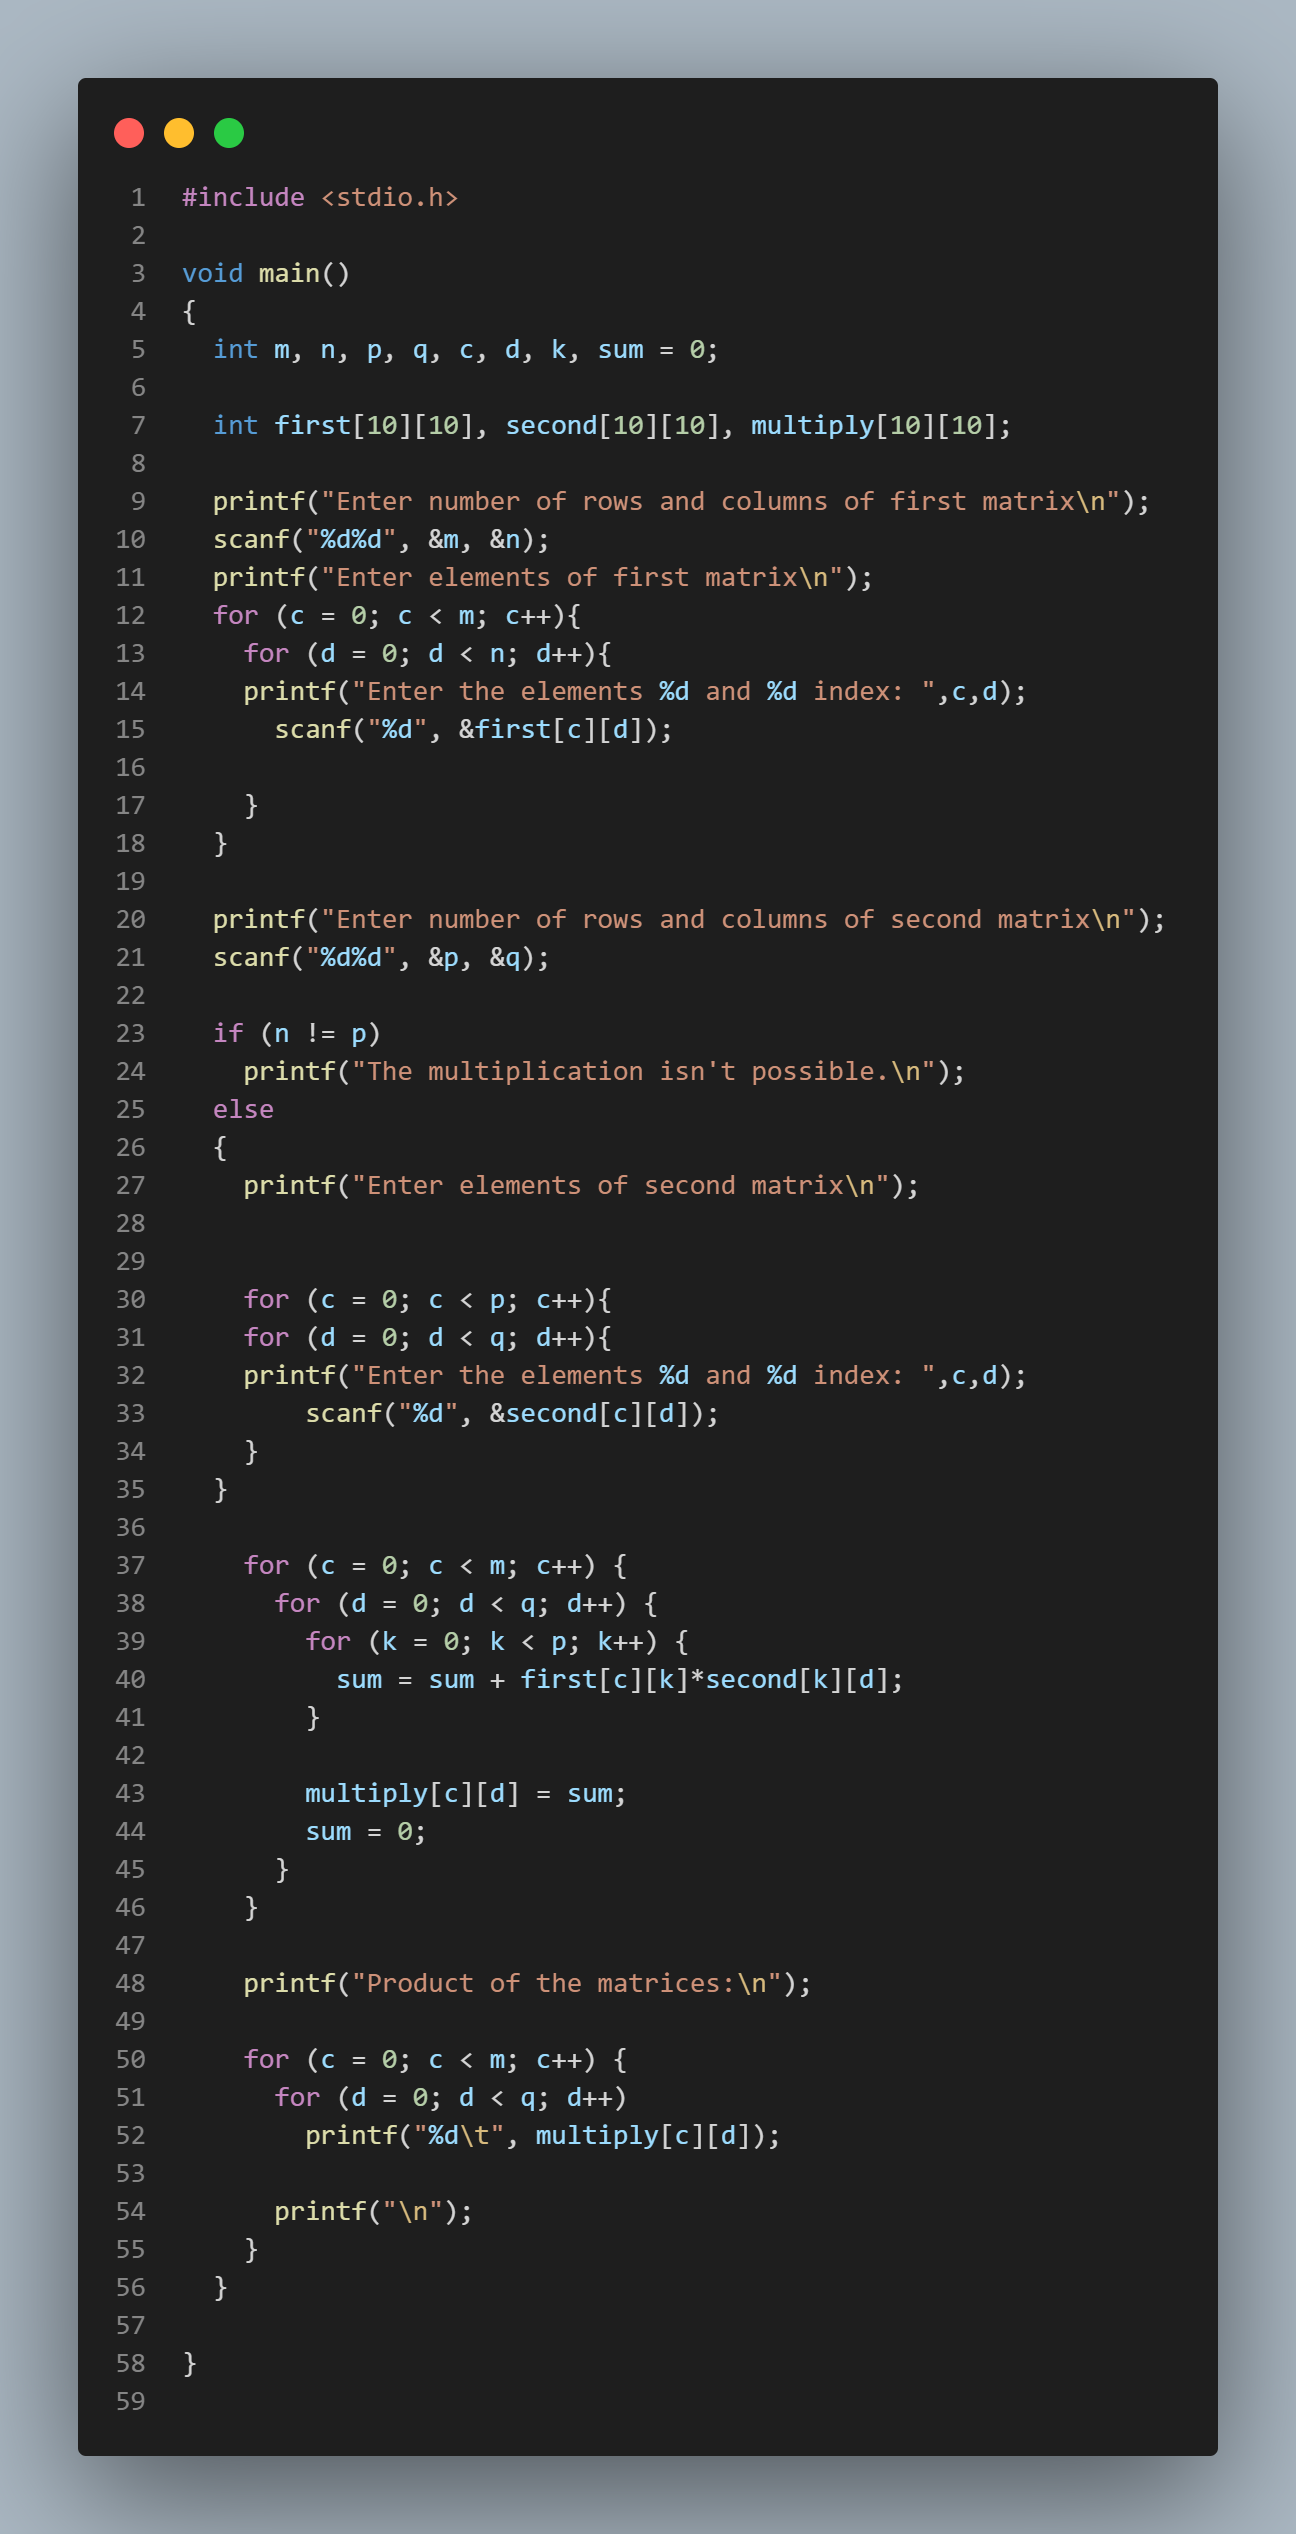 1 #include <stdio.h>
2
3 void main()
4 {
5   int m, n, p, q, c, d, k, sum = 0;
6
7   int first[10][10], second[10][10], multiply[10][10];
8
9   printf("Enter number of rows and columns of first matrix\n");
10   scanf("%d%d", &m, &n);
11   printf("Enter elements of first matrix\n");
12   for (c = 0; c < m; c++){
13     for (d = 0; d < n; d++){
14     printf("Enter the elements %d and %d index: ",c,d);
15       scanf("%d", &first[c][d]);
16
17     }
18   }
19
20   printf("Enter number of rows and columns of second matrix\n");
21   scanf("%d%d", &p, &q);
22
23   if (n != p)
24     printf("The multiplication isn't possible.\n");
25   else
26   {
27     printf("Enter elements of second matrix\n");
28
29
30     for (c = 0; c < p; c++){
31     for (d = 0; d < q; d++){
32     printf("Enter the elements %d and %d index: ",c,d);
33         scanf("%d", &second[c][d]);
34     }
35   }
36
37     for (c = 0; c < m; c++) {
38       for (d = 0; d < q; d++) {
39         for (k = 0; k < p; k++) {
40           sum = sum + first[c][k]*second[k][d];
41         }
42
43         multiply[c][d] = sum;
44         sum = 0;
45       }
46     }
47
48     printf("Product of the matrices:\n");
49
50     for (c = 0; c < m; c++) {
51       for (d = 0; d < q; d++)
52         printf("%d\t", multiply[c][d]);
53
54       printf("\n");
55     }
56   }
57
58 }
59